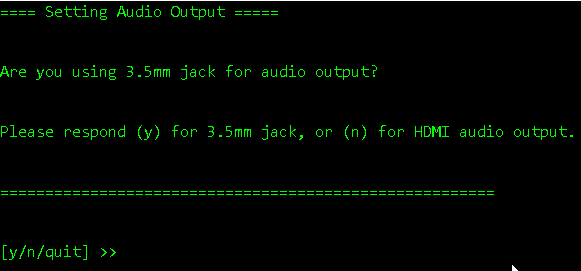 ==== Setting Audio Output =====
Are you using 3.5mm jack for audio output?
Please respond (y) for 3.5mm jack, or (n) for HDMI audio output.
=======================================================
[y/n/quit] >>